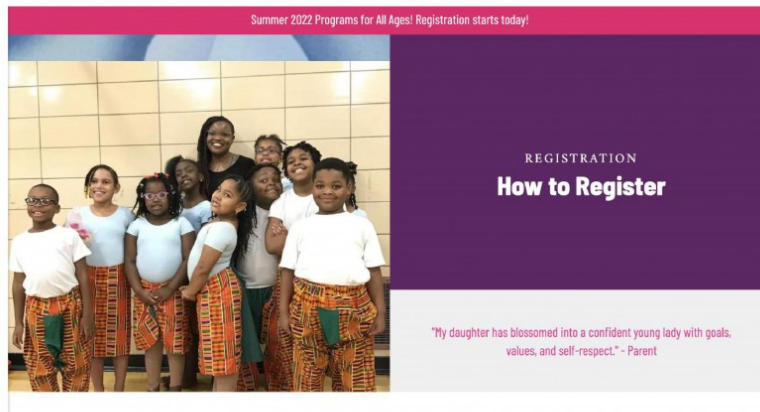 Summer 2022 Programs for All Ages! Registration starts today!
REGISTRATION
How to Register
"My daughter has blossomed into a confident young lady with goals,
values, and self-respect." - Parent